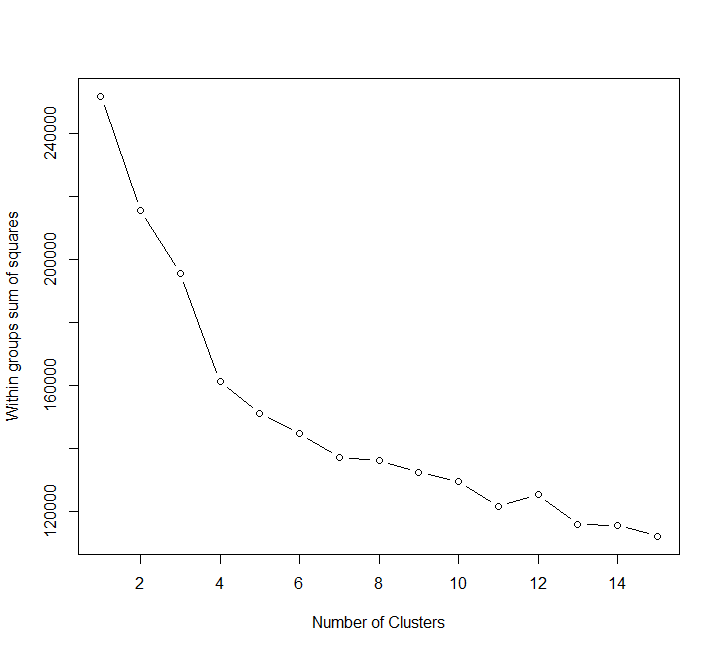 240000
200000
160000
120000
Within groups sum of squares
2 4 6 8 10 12 14
Number of Clusters